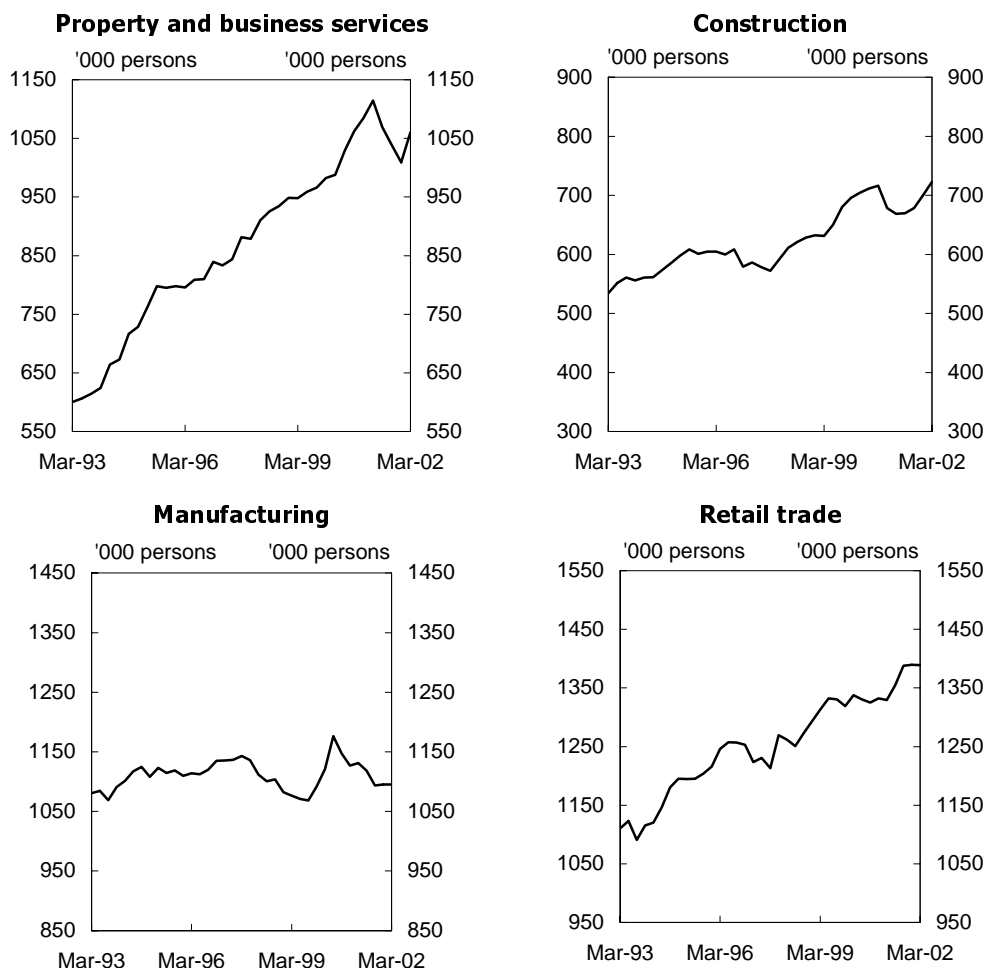 Property and business services
'000 persons '000 persons
1150 1150
1050 1050
950 950
850 850
750 750
650 650
550 550
Mar-93 Mar-96 Mar-99 Mar-02
Construction
'000 persons '000 persons
900 900
800 800
700 700
600 600
500 500
400 400
300 300
Mar-93 Mar-96 Mar-99 Mar-02
Manufacturing
'000 persons '000 persons
1450 1450
1350 1350
1250 1250
1150 1150
1050 1050
950 950
850 850
Mar-93 Mar-96 Mar-99 Mar-02
Retail trade
'000 persons '000 persons
1550 1550
1450 1450
1350 1350
1250 1250
1150 1150
1050 1050
950 950
Mar-93 Mar-96 Mar-99 Mar-02